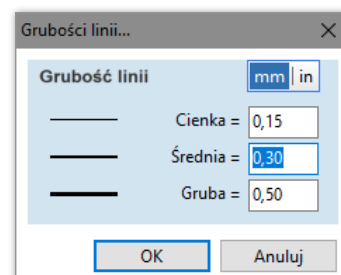 Grubości linii...
Grubość linii mm in
Cienka = 0,15
Średnia = 0,30
Gruba = 0,50
OK Anuluj